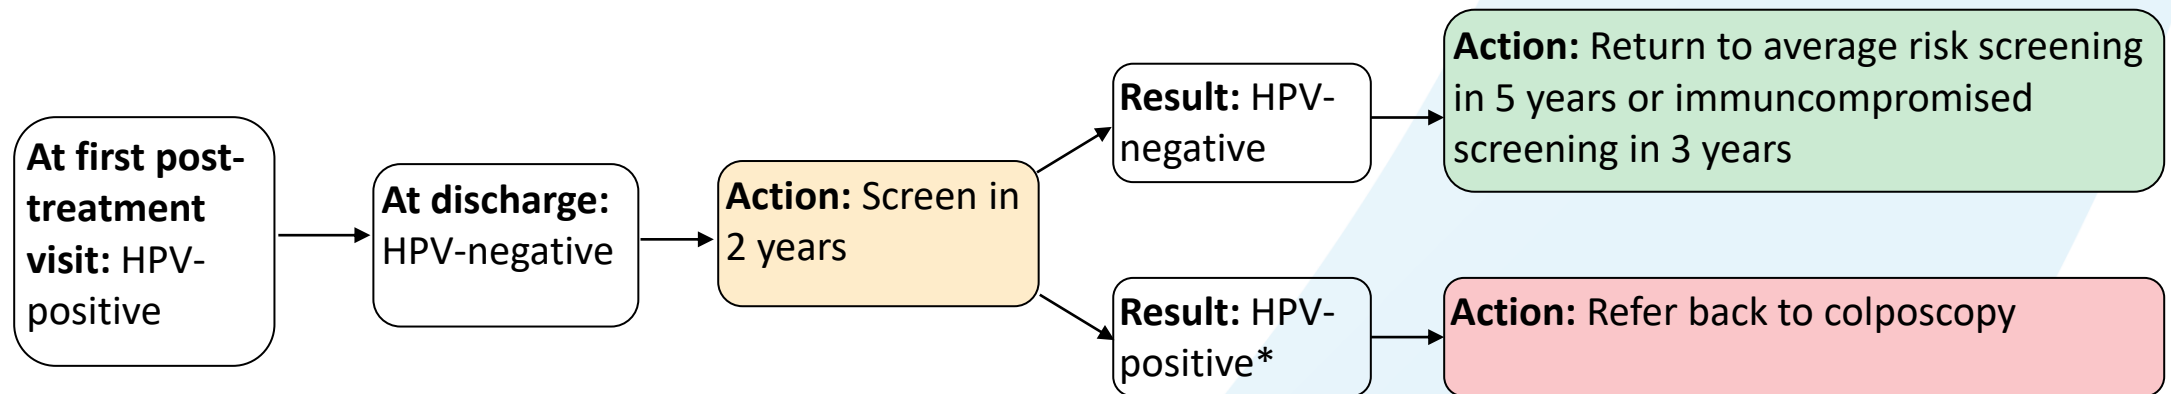 At first post-
treatment
visit: HPV-
positive
At discharge:
HPV-negative
Action: Screen in
2 years
Result: HPV-
negative
Action: Return to average risk screening
in 5 years or immuncompromised
screening in 3 years
Result: HPV-
positive*
Action: Refer back to colposcopy